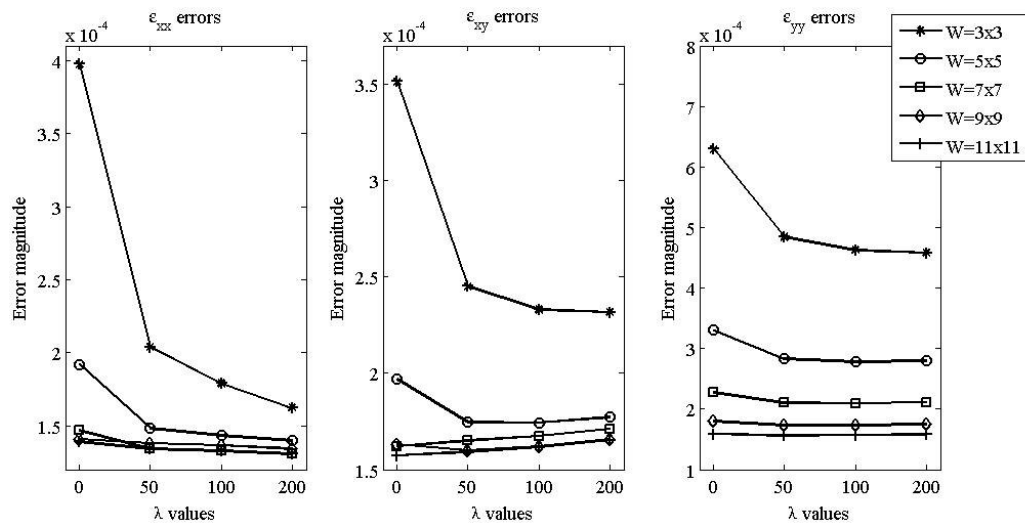 ε_xx errors
x 10^-4
4
3.5
3
2.5
2
1.5
0 50 100 200
λ values
Error magnitude
ε_xy errors
x 10^-4
3.5
3
2.5
2
1.5
0 50 100 200
λ values
Error magnitude
ε_yy errors
x 10^-4
8
7
6
5
4
3
2
1
0 50 100 200
λ values
Error magnitude
W=3x3
W=5x5
W=7x7
W=9x9
W=11x11